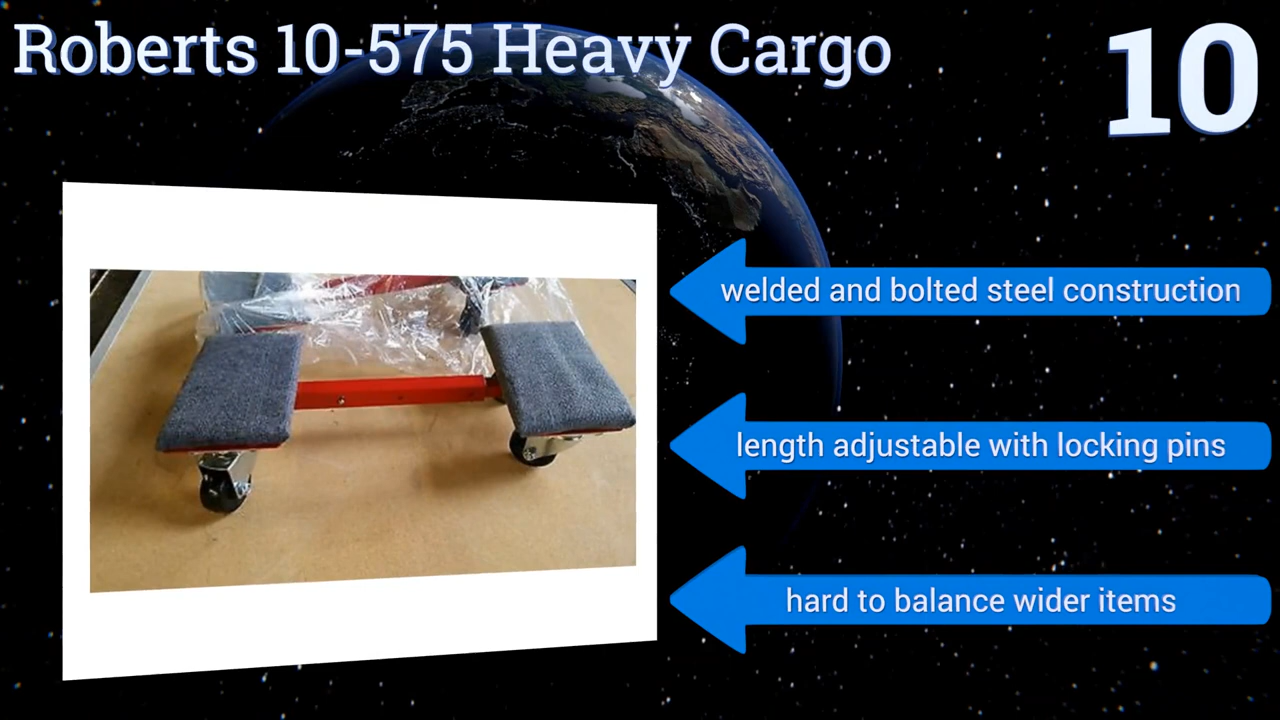 Roberts 10-575 Heavy Cargo
10
welded and bolted steel construction
length adjustable with locking pins
hard to balance wider items